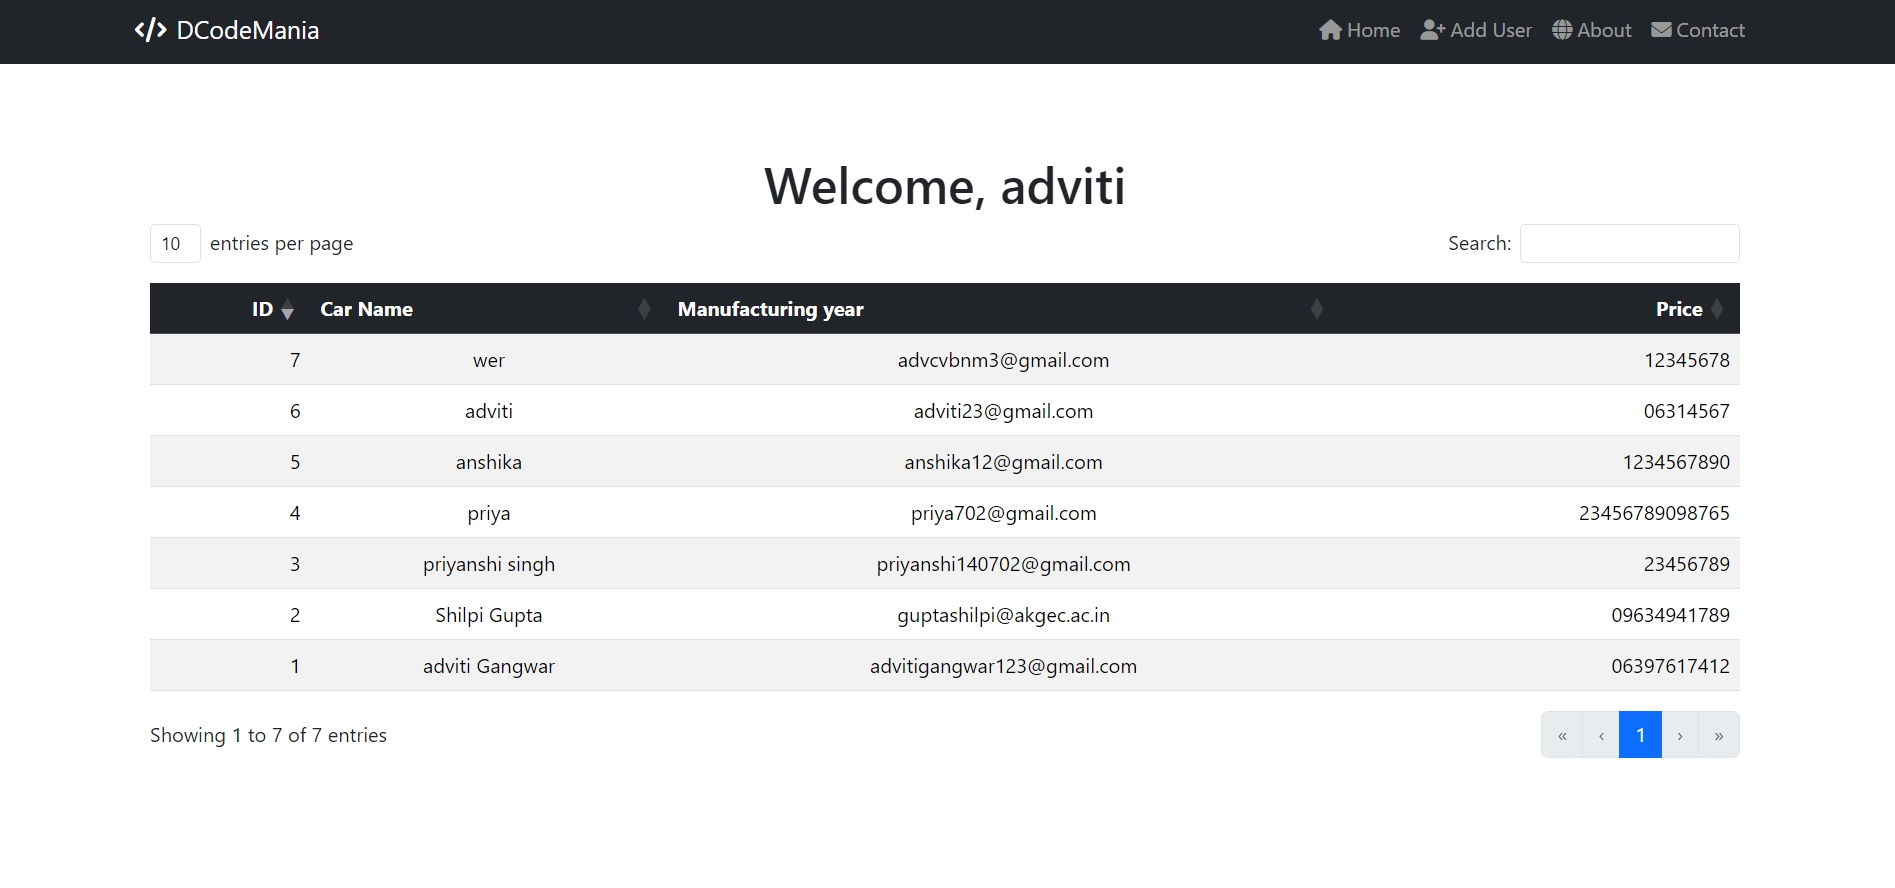 </> DCodeMania Home Add User About Contact
Welcome, adviti
10 entries per page Search:
ID Car Name Manufacturing year Price
7 wer advcvbnm3@gmail.com 12345678
6 adviti adviti23@gmail.com 06314567
5 anshika anshika12@gmail.com 1234567890
4 priya priya702@gmail.com 23456789098765
3 priyanshi singh priyanshi140702@gmail.com 23456789
2 Shilpi Gupta guptashilpi@akgec.ac.in 09634941789
1 adviti Gangwar advitigangwar123@gmail.com 06397617412
Showing 1 to 7 of 7 entries « ‹ 1 › »